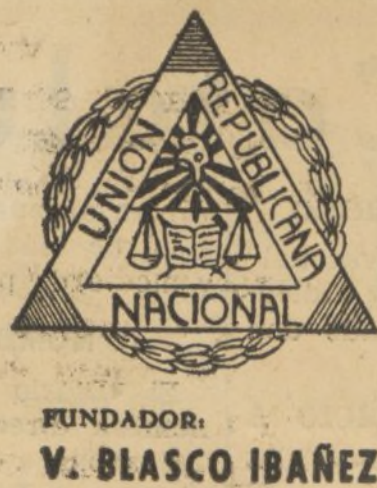 UNION
REPUBLICANA
NACIONAL
FUNDADOR:
V. BLASCO IBAÑEZ